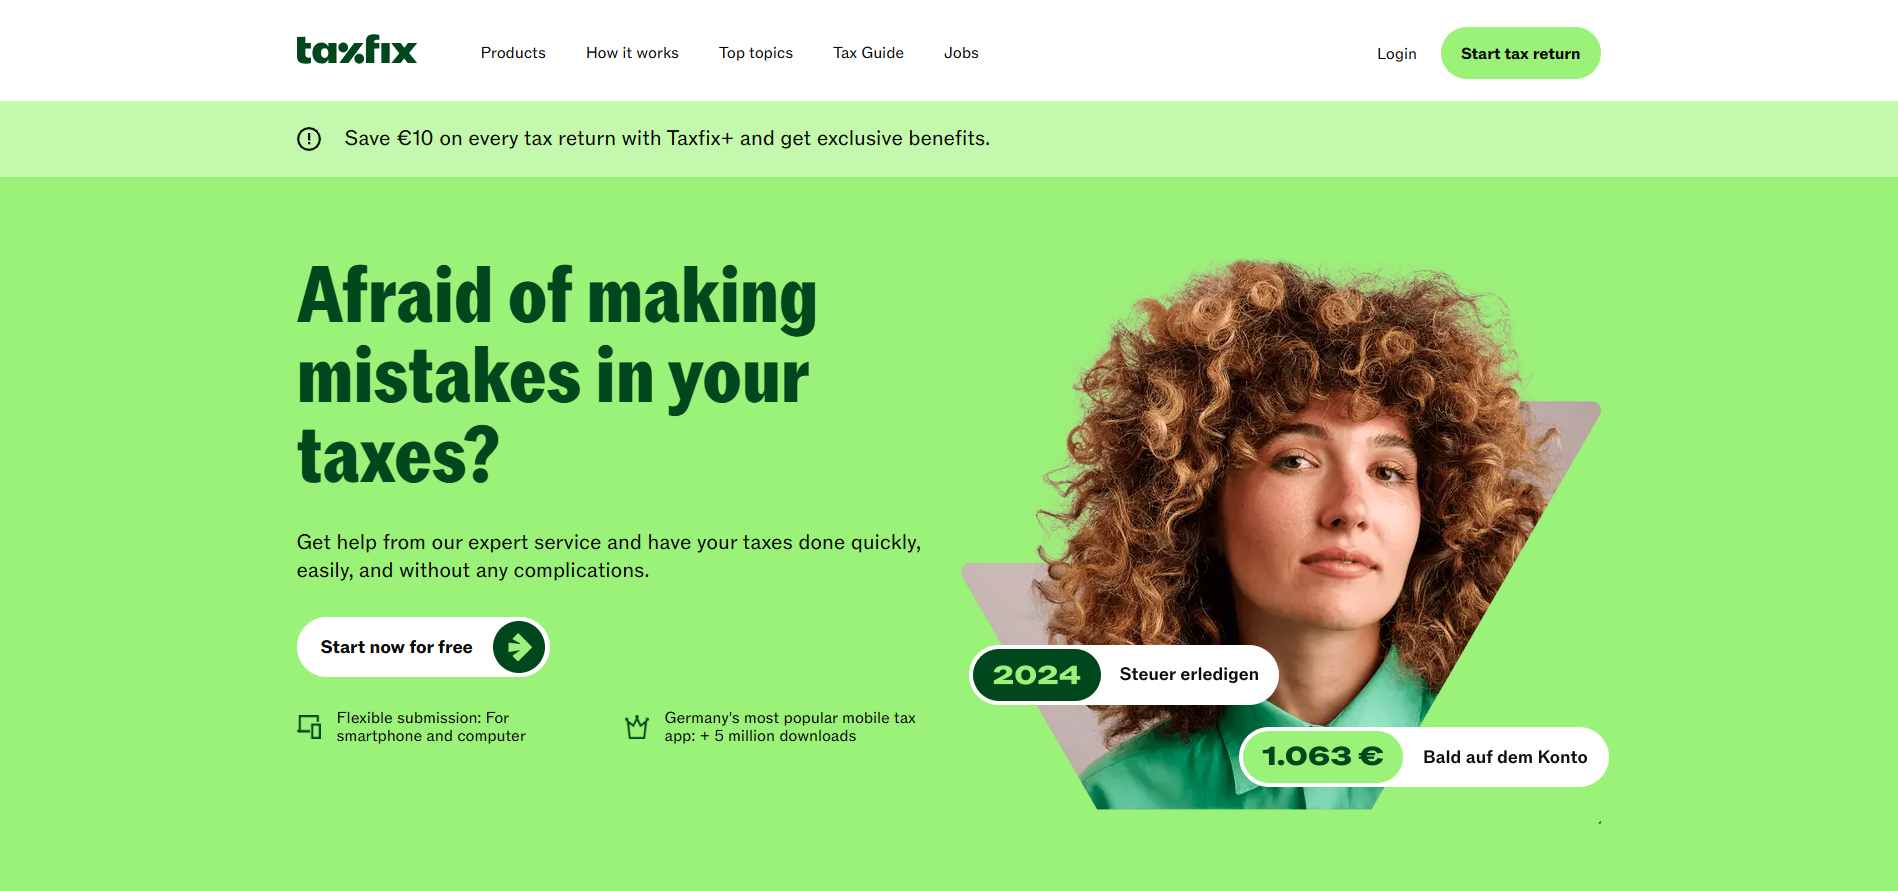 taxfix
Products
How it works
Top topics
Tax Guide
Jobs
Login
Start tax return
Save €10 on every tax return with Taxfix+ and get exclusive benefits.
Afraid of making
mistakes in your
taxes?
Get help from our expert service and have your taxes done quickly,
easily, and without any complications.
Start now for free
Flexible submission: For
smartphone and computer
Germany's most popular mobile tax
app: + 5 million downloads
2024 Steuer erledigen
1.063 € Bald auf dem Konto